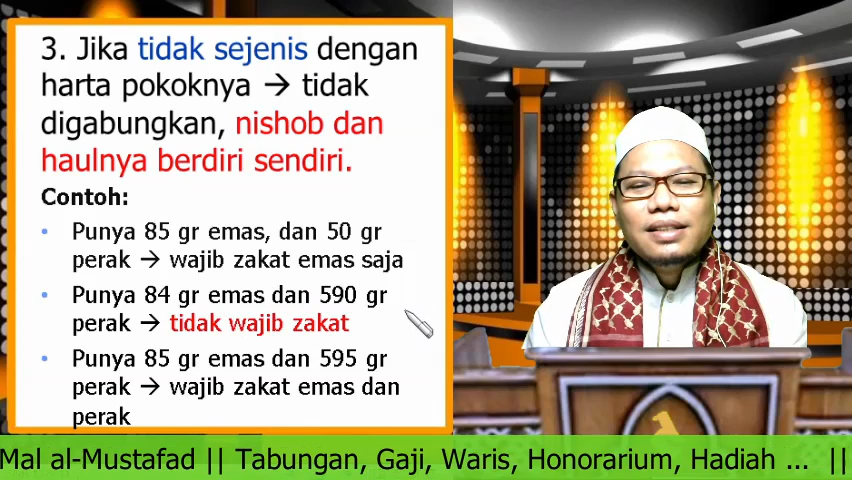 3. Jika tidak sejenis dengan
harta pokoknya → tidak
digabungkan, nishob dan
haulnya berdiri sendiri.
Contoh:
• Punya 85 gr emas, dan 50 gr
perak → wajib zakat emas saja
• Punya 84 gr emas dan 590 gr
perak → tidak wajib zakat
• Punya 85 gr emas dan 595 gr
perak → wajib zakat emas dan
perak
Mal al-Mustafad || Tabungan, Gaji, Waris, Honorarium, Hadiah ... ||